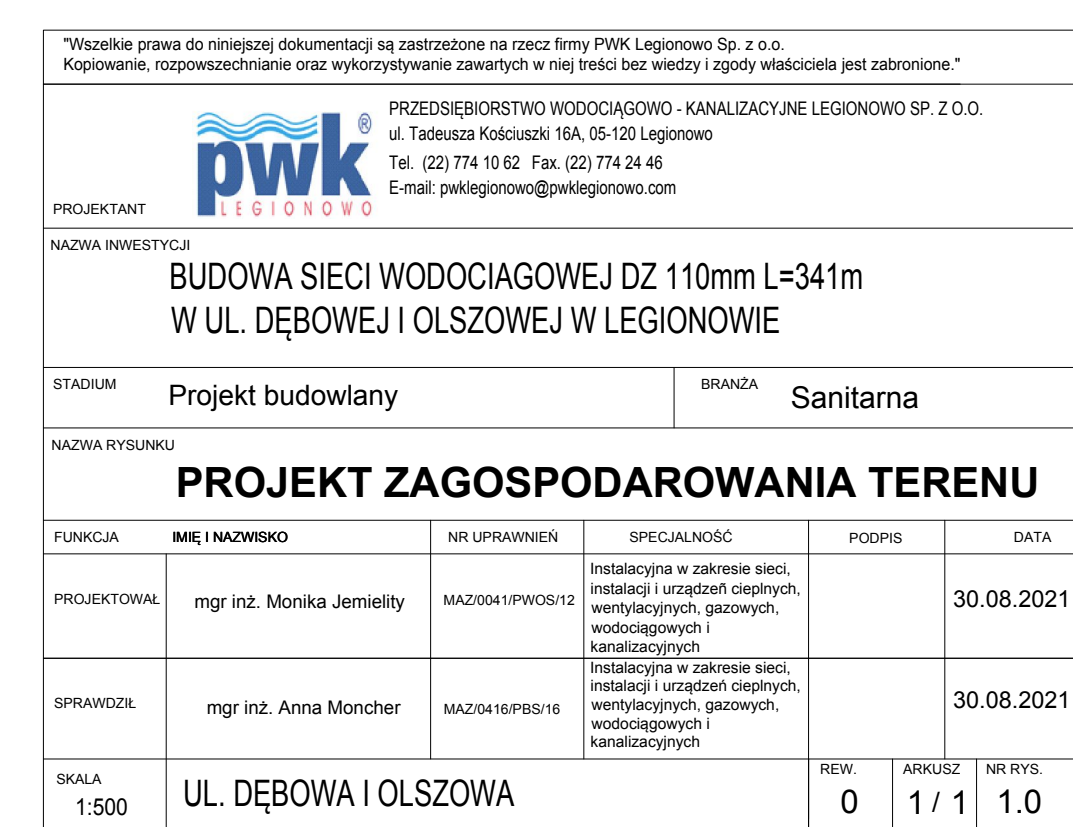 "Wszelkie prawa do niniejszej dokumentacji są zastrzeżone na rzecz firmy PWK Legionowo Sp. z o.o.
Kopiowanie, rozpowszechnianie oraz wykorzystywanie zawartych w niej treści bez wiedzy i zgody właściciela jest zabronione."
PROJEKTANT
pwk®
LEGIONOWO
PRZEDSIĘBIORSTWO WODOCIĄGOWO - KANALIZACYJNE LEGIONOWO SP. Z O.O.
ul. Tadeusza Kościuszki 16A, 05-120 Legionowo
Tel. (22) 774 10 62 Fax. (22) 774 24 46
E-mail: pwklegionowo@pwklegionowo.com
NAZWA INWESTYCJI
BUDOWA SIECI WODOCIAGOWEJ DZ 110mm L=341m
W UL. DĘBOWEJ I OLSZOWEJ W LEGIONOWIE
STADIUM Projekt budowlany BRANŻA Sanitarna
NAZWA RYSUNKU
PROJEKT ZAGOSPODAROWANIA TERENU
FUNKCJA IMIĘ I NAZWISKO NR UPRAWNIEŃ SPECJALNOŚĆ PODPIS DATA
PROJEKTOWAŁ mgr inż. Monika Jemielity MAZ/0041/PWOS/12
Instalacyjna w zakresie sieci,
instalacji i urządzeñ cieplnych,
wentylacyjnych, gazowych,
wodociągowych i
kanalizacyjnych
30.08.2021
SPRAWDZIŁ mgr inż. Anna Moncher MAZ/0416/PBS/16
Instalacyjna w zakresie sieci,
instalacji i urządzeń cieplnych,
wentylacyjnych, gazowych,
wodociągowych i
kanalizacyjnych
30.08.2021
SKALA
1:500
UL. DĘBOWA I OLSZOWA
REW.
0
ARKUSZ
1 / 1
NR RYS.
1.0